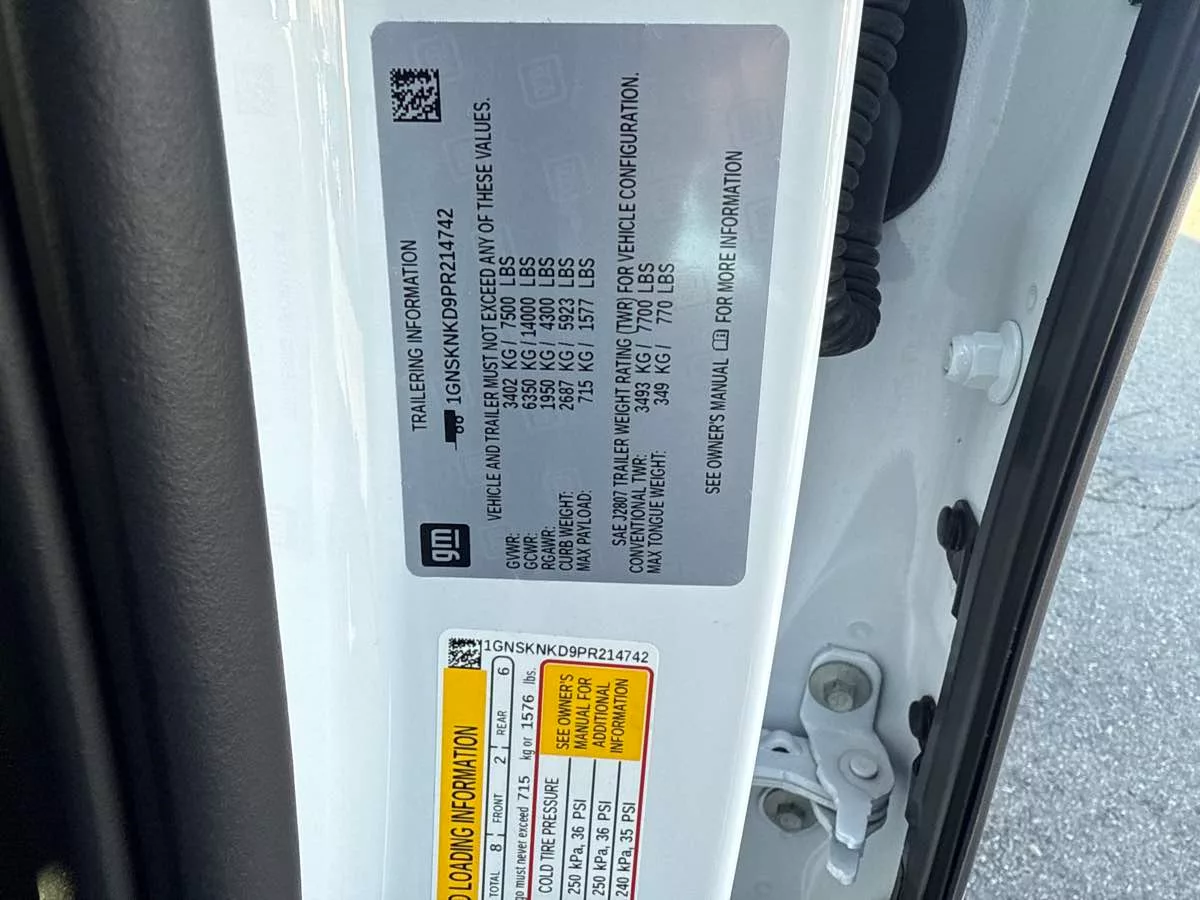 TRAILERING INFORMATION
gm 1GNSKNKD9PR214742
VEHICLE AND TRAILER MUST NOT EXCEED ANY OF THESE VALUES.
GVWR: 3402 KG / 7500 LBS
GCWR: 6350 KG / 14000 LBS
RGAWR: 1950 KG / 4300 LBS
CURB WEIGHT: 2687 KG / 5923 LBS
MAX PAYLOAD: 715 KG / 1577 LBS
SAE J2807 TRAILER WEIGHT RATING (TWR) FOR VEHICLE CONFIGURATION.
CONVENTIONAL TWR: 3493 KG / 7700 LBS
MAX TONGUE WEIGHT: 349 KG / 770 LBS
SEE OWNER'S MANUAL FOR MORE INFORMATION
1GNSKNKD9PR214742
LOADING INFORMATION
TOTAL 8 FRONT 2 REAR 6
must never exceed 715 kg or 1576 lbs.
COLD TIRE PRESSURE
250 kPa, 36 PSI
250 kPa, 36 PSI
240 kPa, 35 PSI
SEE OWNER'S
MANUAL FOR
ADDITIONAL
INFORMATION